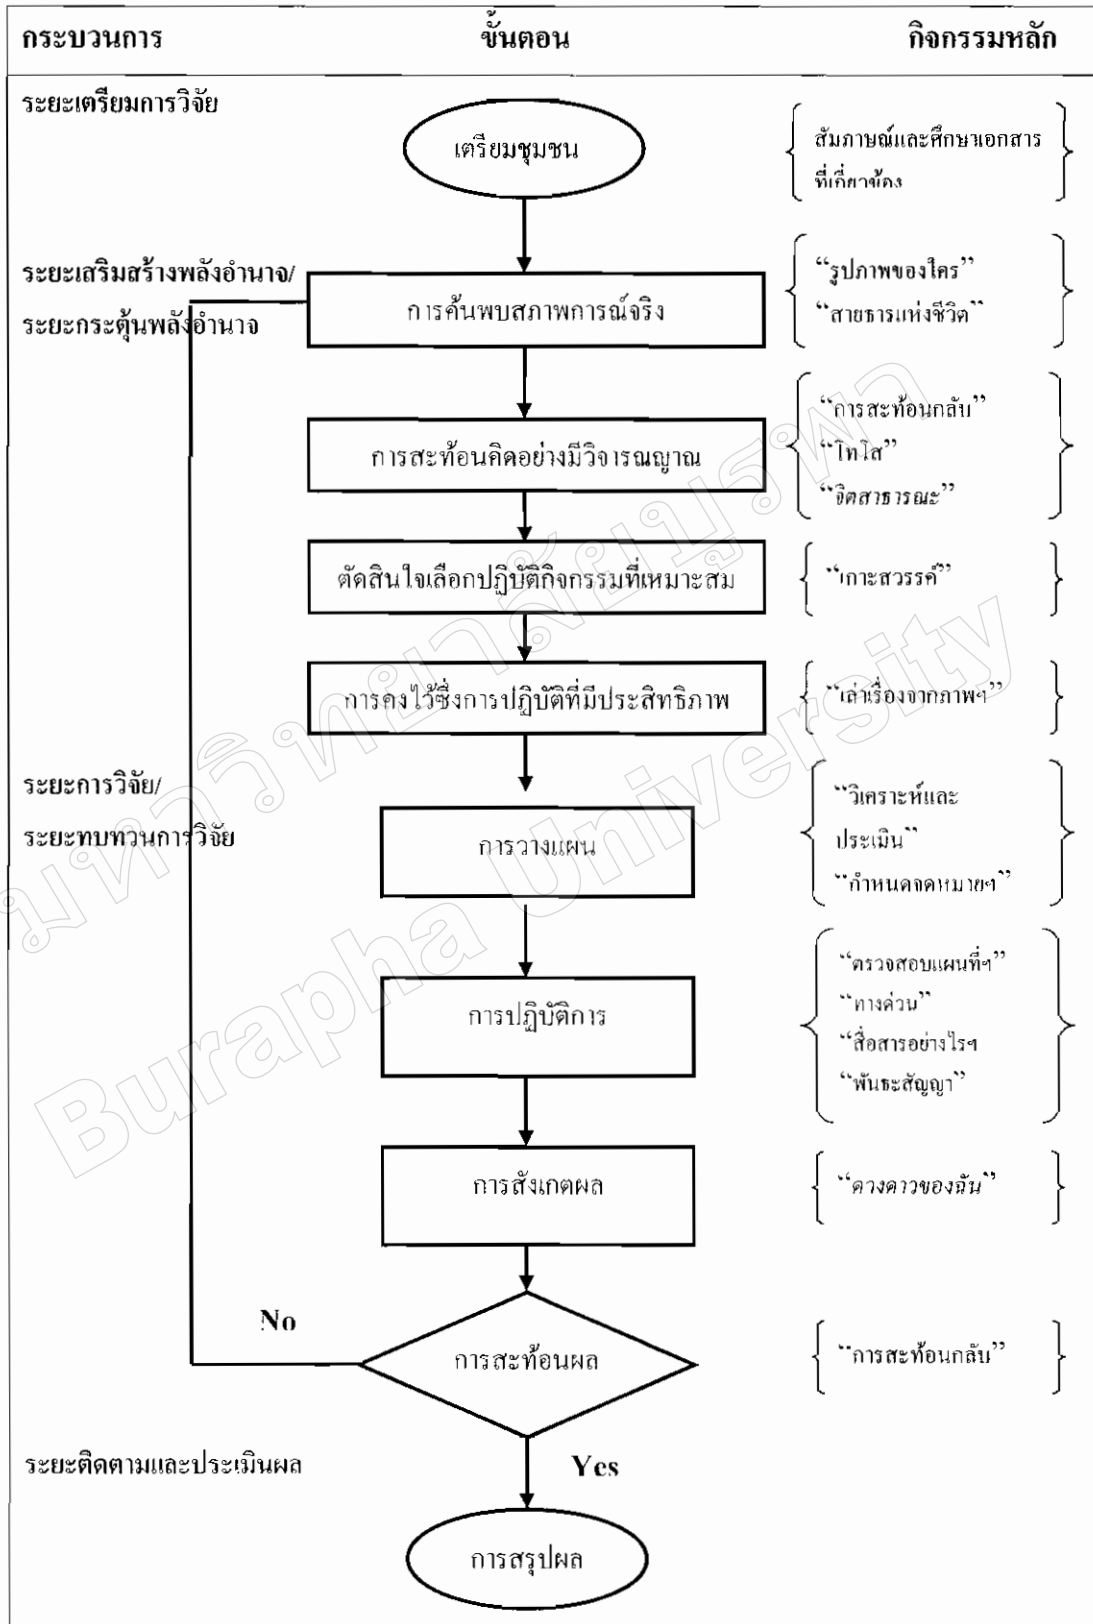 กระบวนการ ขั้นตอน กิจกรรมหลัก
ระยะเตรียมการวิจัย
เตรียมชุมชน
สัมภาษณ์และศึกษาเอกสาร
ที่เกี่ยวข้อง
ระยะเสริมสร้างพลังอำนาจ/
ระยะกระตุ้นพลังอำนาจ
การค้นพบสภาพการณ์จริง
“รูปภาพของใคร”
“สายธารแห่งชีวิต”
การสะท้อนคิดอย่างมีวิจารณญาณ
“การสะท้อนกลับ”
“โทโส”
“จิตสาธารณะ”
ตัดสินใจเลือกปฏิบัติกิจกรรมที่เหมาะสม
“เกาะสวรรค์”
การคงไว้ซึ่งการปฏิบัติที่มีประสิทธิภาพ
“เล่าเรื่องจากภาพฯ”
ระยะการวิจัย/
ระยะทบทวนการวิจัย
การวางแผน
“วิเคราะห์และ
ประเมิน”
“กำหนดจุดหมายฯ”
การปฏิบัติการ
“ตรวจสอบแผนที่ฯ”
“ทางด่วน”
“สื่อสารอย่างไรฯ
“พันธะสัญญา”
การสังเกตผล
“ดวงดาวของฉัน”
No
การสะท้อนผล
“การสะท้อนกลับ”
ระยะติดตามและประเมินผล
Yes
การสรุปผล
มหาวิทยาลัยบูรพา
Burapha University